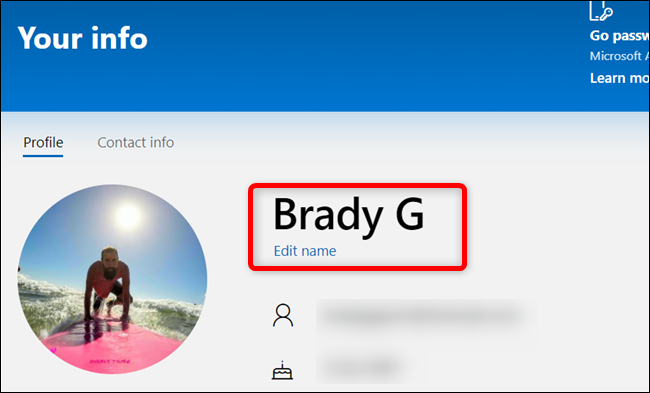 Your info
Go passw
Microsoft A
Learn mo
Profile
Contact info
Brady G
Edit name